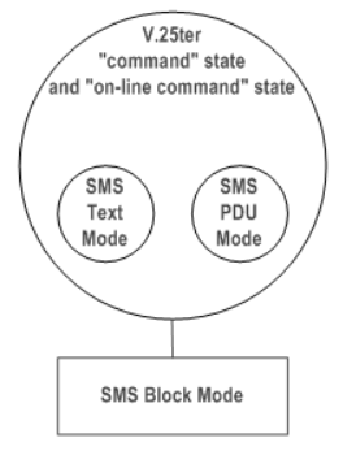 V.25ter
"command" state
and "on-line command" state
SMS
Text
Mode
SMS
PDU
Mode
SMS Block Mode